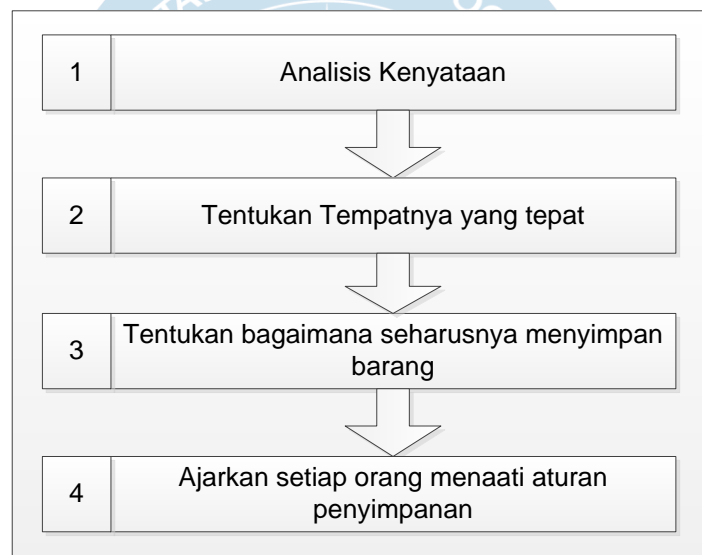 1
Analisis Kenyataan
2
Tentukan Tempatnya yang tepat
3
Tentukan bagaimana seharusnya menyimpan
barang
4
Ajarkan setiap orang menaati aturan
penyimpanan